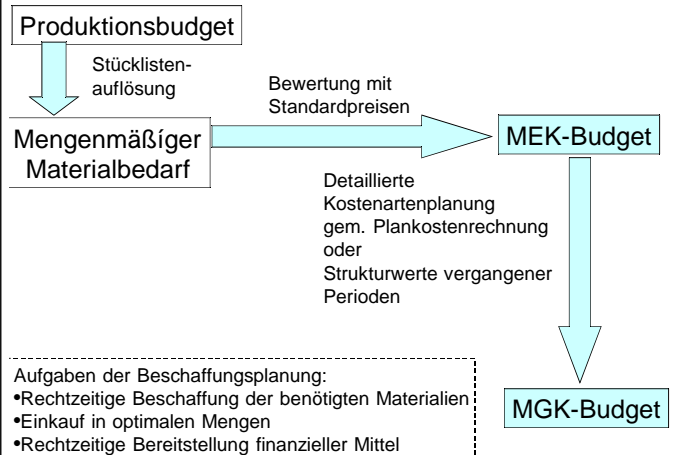 Produktionsbudget
Stücklisten-
auflösung
Bewertung mit
Standardpreisen
Mengenmäßíger
Materialbedarf
MEK-Budget
Detaillierte
Kostenartenplanung
gem. Plankostenrechnung
oder
Strukturwerte vergangener
Perioden
Aufgaben der Beschaffungsplanung:
•Rechtzeitige Beschaffung der benötigten Materialien
•Einkauf in optimalen Mengen
•Rechtzeitige Bereitstellung finanzieller Mittel
MGK-Budget